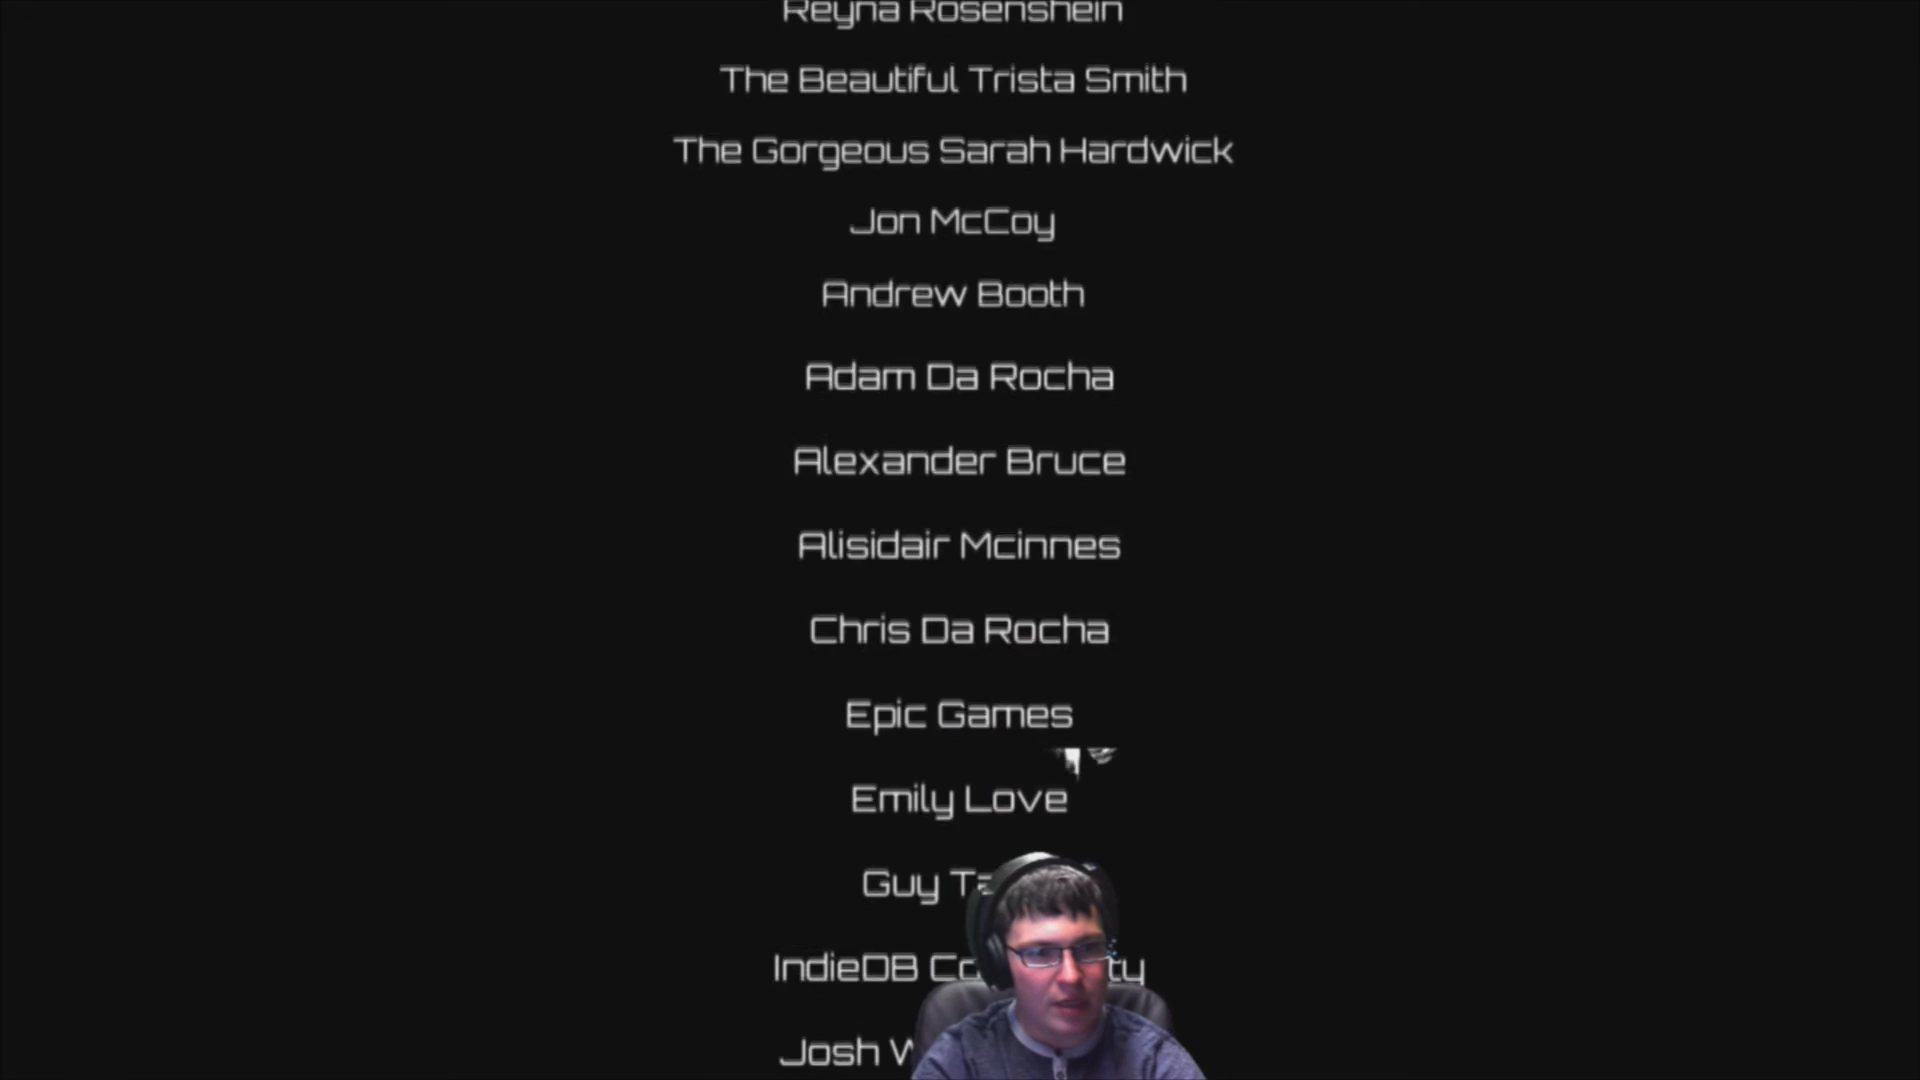 Reyna Rosenshein
The Beautiful Trista Smith
The Gorgeous Sarah Hardwick
Jon McCoy
Andrew Booth
Adam Da Rocha
Alexander Bruce
Alisidair Mcinnes
Chris Da Rocha
Epic Games
Emily Love
Guy
IndieDB
Josh